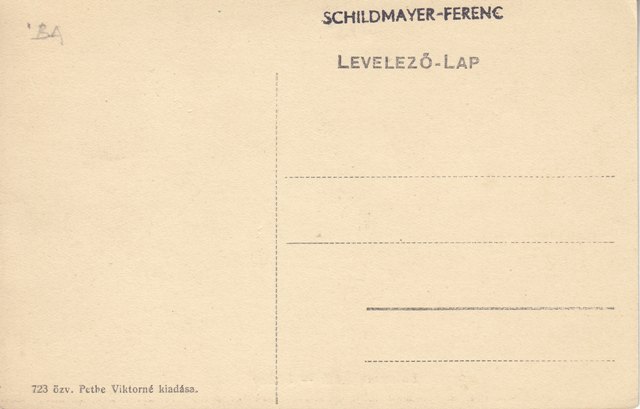 'BA
SCHILDMAYER-FERENC
LEVELEZŐ-LAP
723 özv. Pethe Viktorné kiadása.